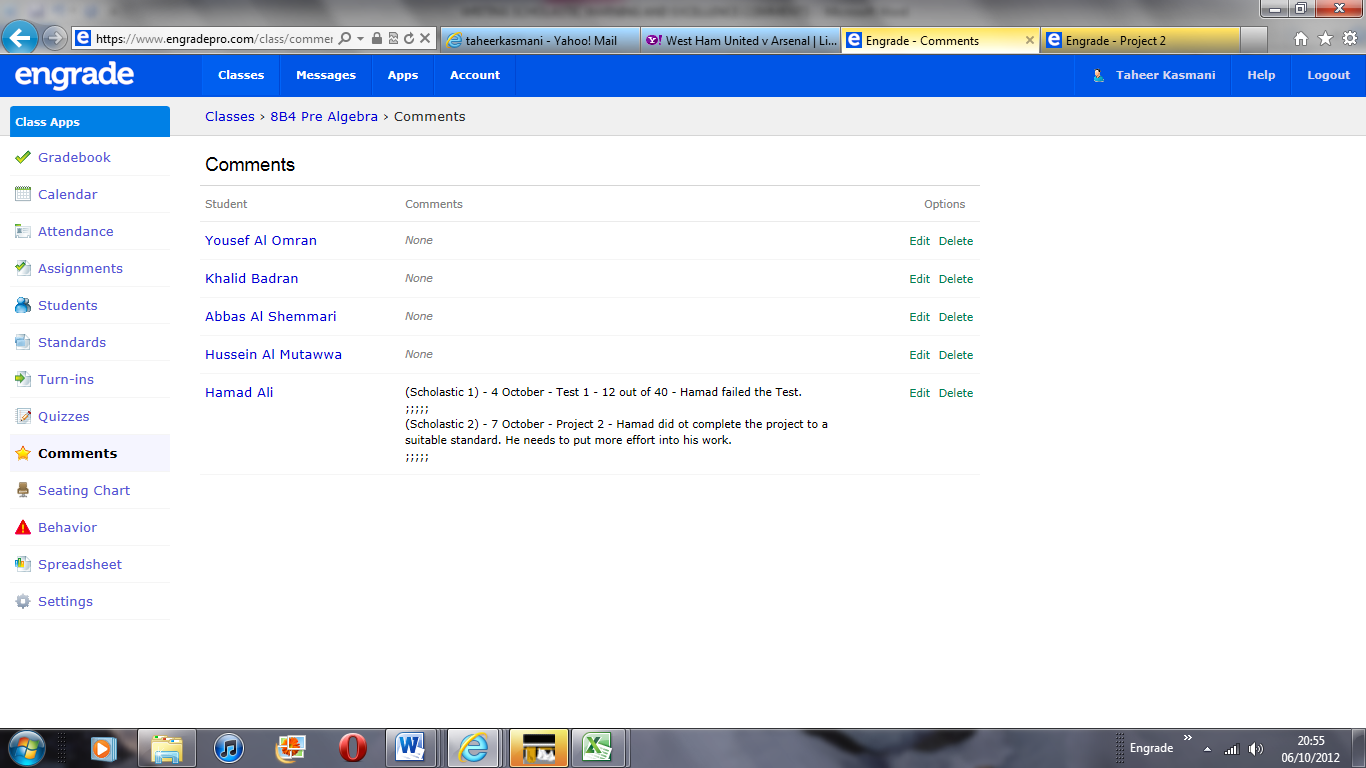 https://www.engradepro.com/class/commer
taheerkasmani - Yahoo! Mail
West Ham United v Arsenal | Li...
Engrade - Comments
Engrade - Project 2
engrade
Classes
Messages
Apps
Account
Taheer Kasmani
Help
Logout
Class Apps
Classes › 8B4 Pre Algebra › Comments
Gradebook
Calendar
Attendance
Assignments
Students
Standards
Turn-ins
Quizzes
Comments
Seating Chart
Behavior
Spreadsheet
Settings
Comments
Student Comments Options
Yousef Al Omran None Edit Delete
Khalid Badran None Edit Delete
Abbas Al Shemmari None Edit Delete
Hussein Al Mutawwa None Edit Delete
Hamad Ali (Scholastic 1) - 4 October - Test 1 - 12 out of 40 - Hamad failed the Test. Edit Delete
;;;;;
(Scholastic 2) - 7 October - Project 2 - Hamad did ot complete the project to a
suitable standard. He needs to put more effort into his work.
;;;;;
Engrade
20:55
06/10/2012